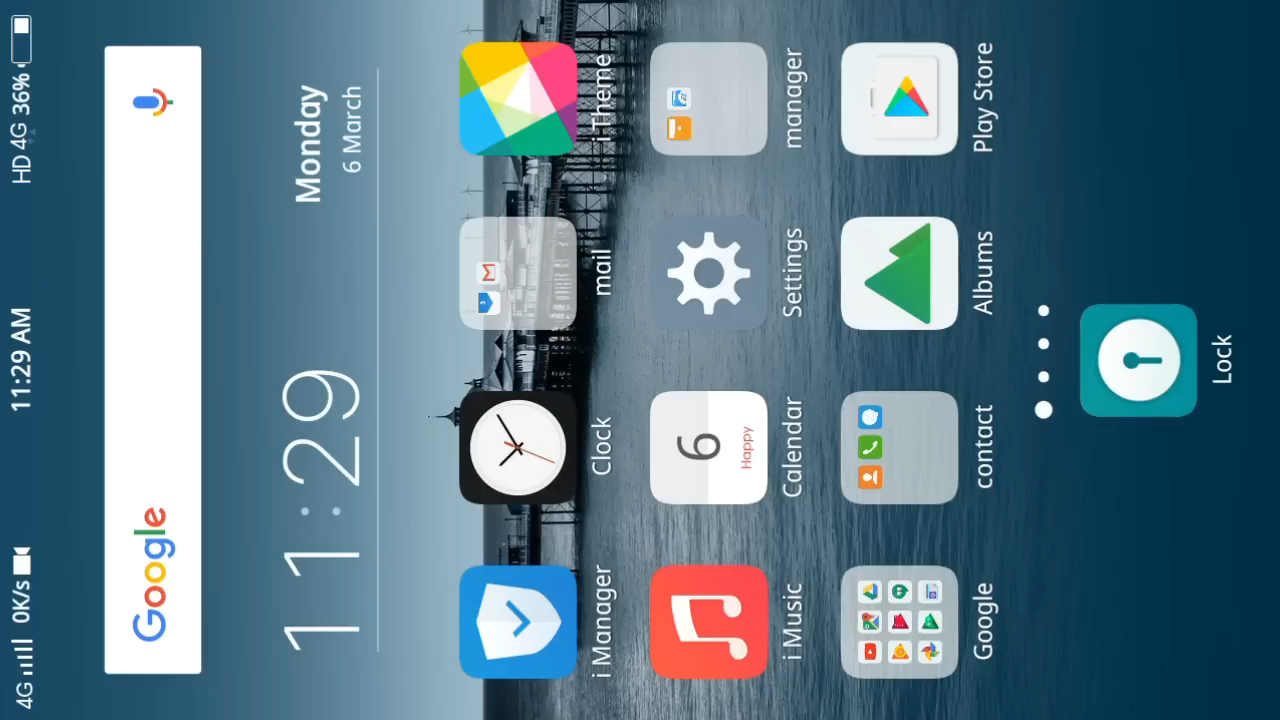 4G 0K/s 11:29 AM HD 4G 36%
Google
11:29
Monday
6 March
i Manager Clock mail i Theme
6
Happy
i Music Calendar Settings manager
Google contact Albums Play Store
Lock